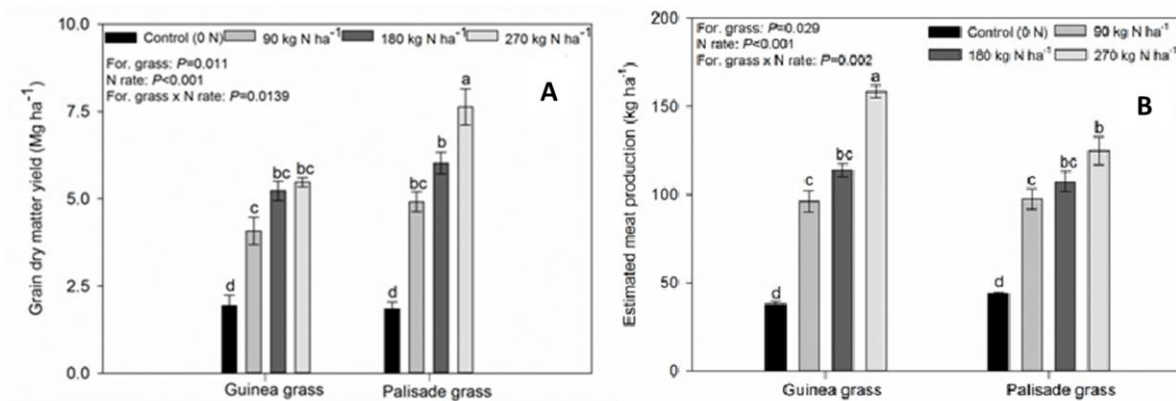 Grain dry matter yield (Mg ha⁻¹)
10.0
7.5
5.0
2.5
0.0
Control (0 N) 90 kg N ha⁻¹ 180 kg N ha⁻¹ 270 kg N ha⁻¹
For. grass: P=0.011
N rate: P<0.001
For. grass x N rate: P=0.0139
A
d
c
bc
bc
d
bc
b
a
Guinea grass
Palisade grass
Estimated meat production (kg ha⁻¹)
200
150
100
50
0
For. grass: P=0.029
N rate: P<0.001
For. grass x N rate: P=0.002
Control (0 N) 90 kg N ha⁻¹
180 kg N ha⁻¹ 270 kg N ha⁻¹
B
d
c
bc
a
d
c
bc
b
Guinea grass
Palisade grass